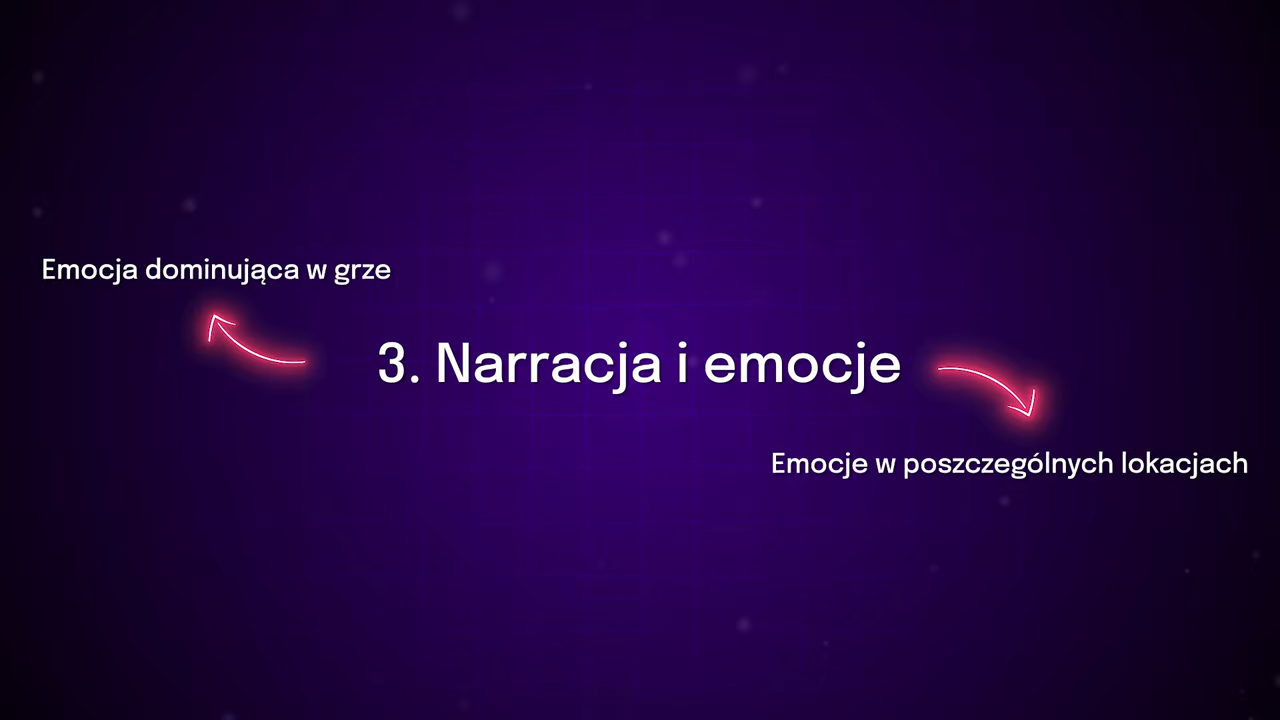 Emocja dominująca w grze
3. Narracja i emocje
Emocje w poszczególnych lokacjach